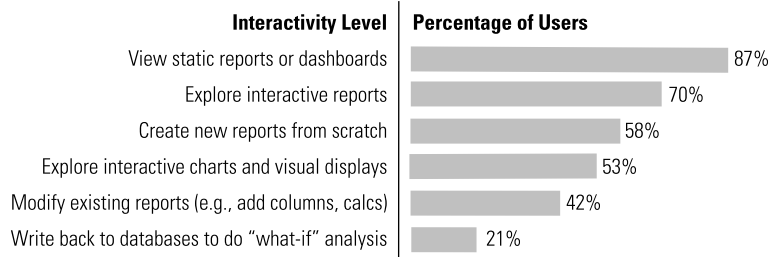 Interactivity Level Percentage of Users
View static reports or dashboards 87%
Explore interactive reports 70%
Create new reports from scratch 58%
Explore interactive charts and visual displays 53%
Modify existing reports (e.g., add columns, calcs) 42%
Write back to databases to do “what-if” analysis 21%